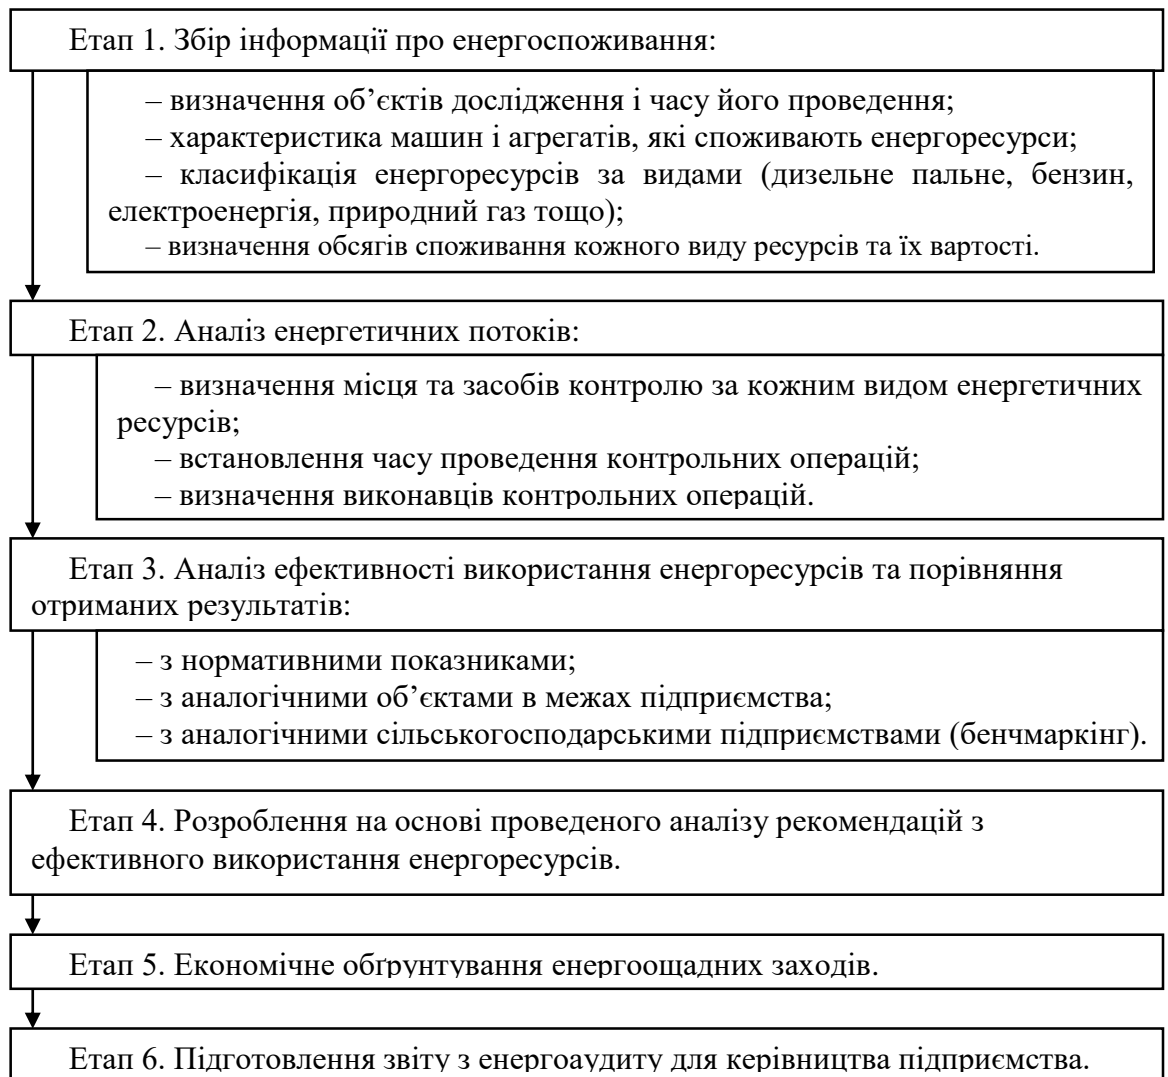 Етап 1. Збір інформації про енергоспоживання:
– визначення об’єктів дослідження і часу його проведення;
– характеристика машин і агрегатів, які споживають енергоресурси;
– класифікація енергоресурсів за видами (дизельне пальне, бензин,
електроенергія, природний газ тощо);
– визначення обсягів споживання кожного виду ресурсів та їх вартості.
Етап 2. Аналіз енергетичних потоків:
– визначення місця та засобів контролю за кожним видом енергетичних
ресурсів;
– встановлення часу проведення контрольних операцій;
– визначення виконавців контрольних операцій.
Етап 3. Аналіз ефективності використання енергоресурсів та порівняння
отриманих результатів:
– з нормативними показниками;
– з аналогічними об’єктами в межах підприємства;
– з аналогічними сільськогосподарськими підприємствами (бенчмаркінг).
Етап 4. Розроблення на основі проведеного аналізу рекомендацій з
ефективного використання енергоресурсів.
Етап 5. Економічне обґрунтування енергоощадних заходів.
Етап 6. Підготовлення звіту з енергоаудиту для керівництва підприємства.